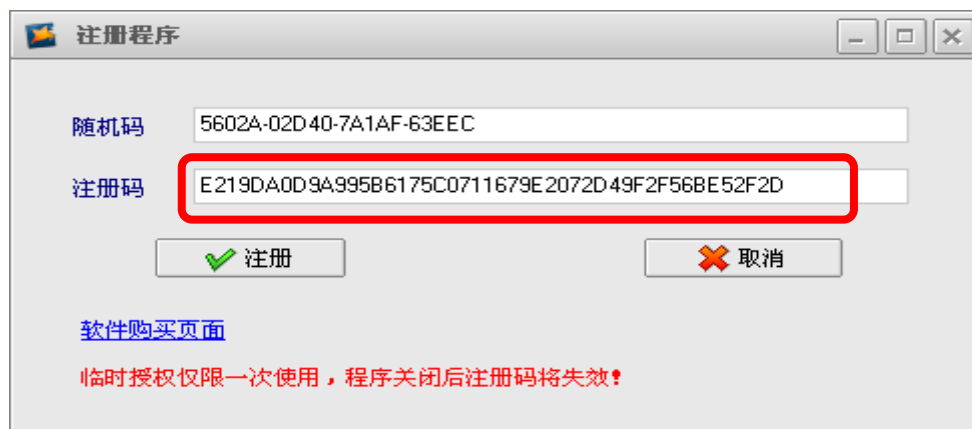 注册程序
随机码 5602A-02D40-7A1AF-63EEC
注册码 E219DA0D9A995B6175C0711679E2072D49F2F56BE52F2D
注册 取消
软件购买页面
临时授权仅限一次使用，程序关闭后注册码将失效！